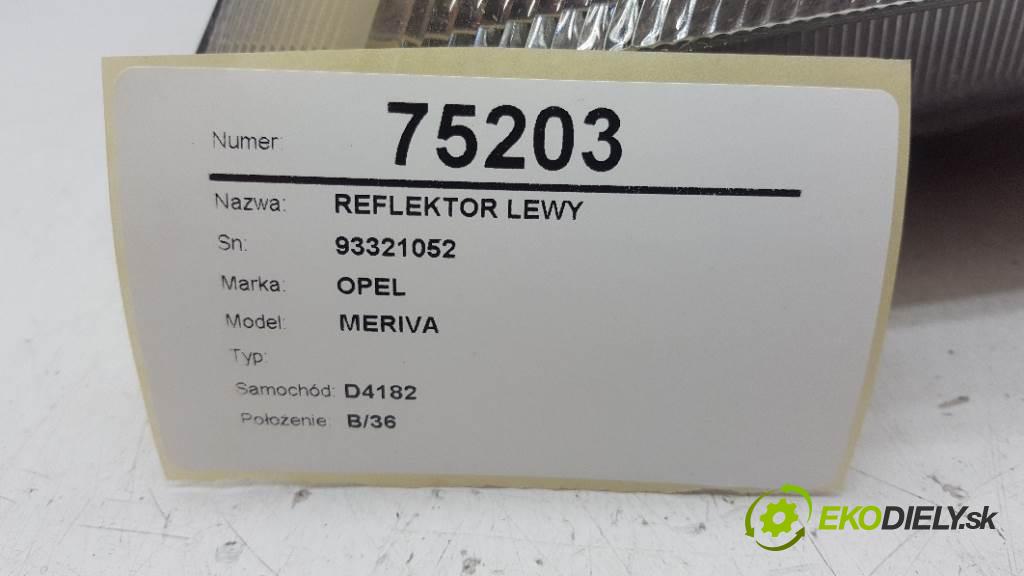 Numer: 75203
Nazwa: REFLEKTOR LEWY
Sn: 93321052
Marka: OPEL
Model: MERIVA
Typ:
Samochód: D4182
Położenie: B/36
EKODIELY.sk